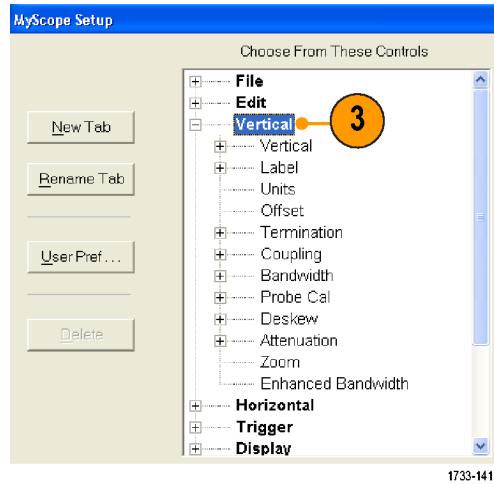 MyScope Setup
Choose From These Controls
File
Edit
New Tab
Vertical
3
Vertical
Rename Tab
Label
Units
Offset
User Pref . . .
Termination
Coupling
Bandwidth
Probe Cal
Delete
Deskew
Attenuation
Zoom
Enhanced Bandwidth
Horizontal
Trigger
Display
1733-141